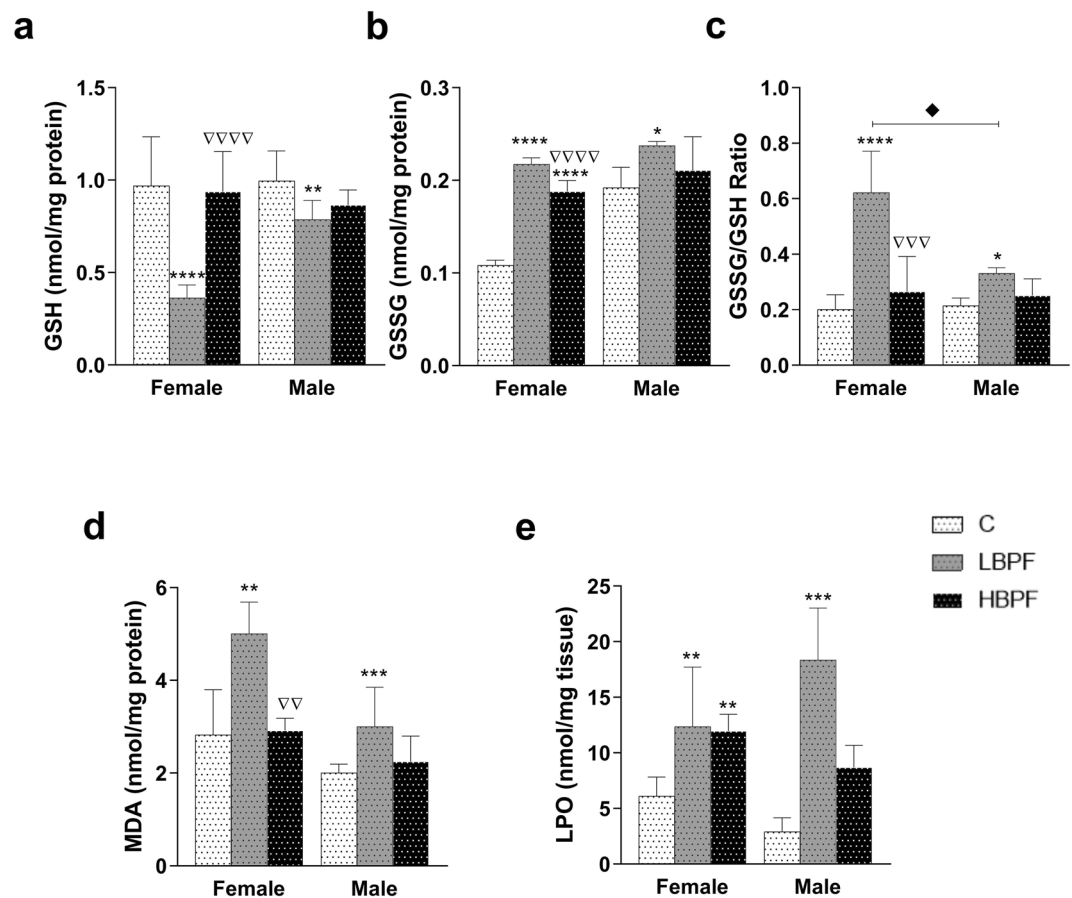 a
GSH (nmol/mg protein)
1.5
1.0
0.5
0.0
****
▽▽▽▽
**
Female
Male
b
GSSG (nmol/mg protein)
0.3
0.2
0.1
0.0
****
▽▽▽▽
****
*
Female
Male
c
GSSG/GSH Ratio
1.0
0.8
0.6
0.4
0.2
0.0
◆
****
▽▽▽
*
Female
Male
d
MDA (nmol/mg protein)
6
4
2
0
**
▽▽
***
Female
Male
e
LPO (nmol/mg tissue)
25
20
15
10
5
0
**
**
***
Female
Male
C
LBPF
HBPF